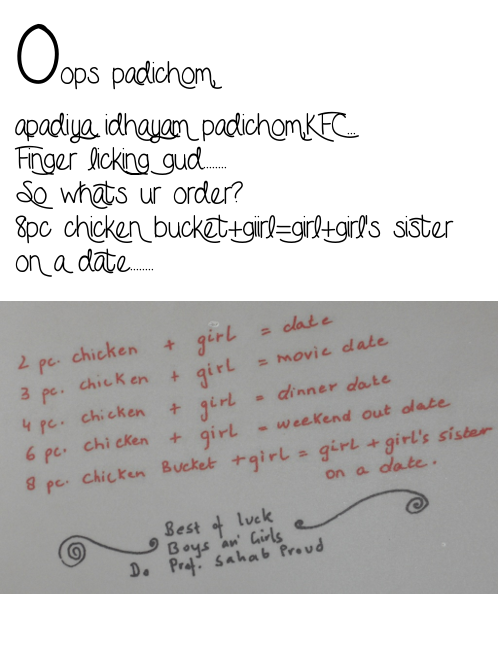 Oops padichom,
apadiya idhayam padichom,KFC...
Finger licking gud.......
So whats ur order?
8pc chicken bucket+giirl=girl+girl's sister
on a date........
2 pc. chicken + girl = date
3 pc. chicken + girl = movie date
4 pc. chicken + girl = dinner date
6 pc. chicken + girl = weekend out date
8 pc. chicken Bucket + girl = girl + girl's sister
on a date.
Best of luck
Boys an' Girls
Do Prof. Sahab Proud